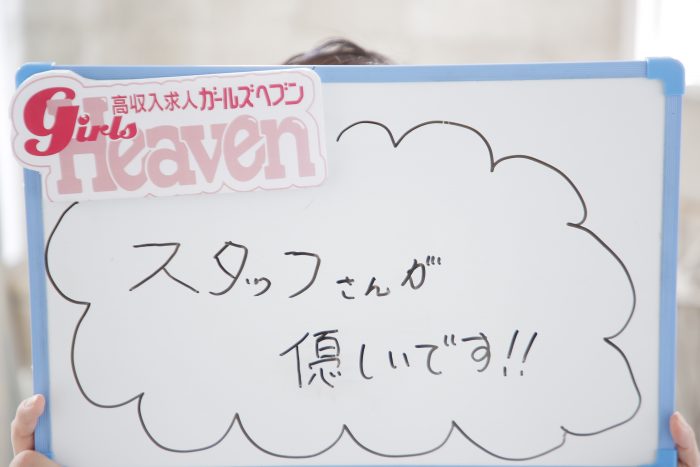 高収入求人ガールズヘブン
Girls
Heaven
スタッフさんが
優しいです!!